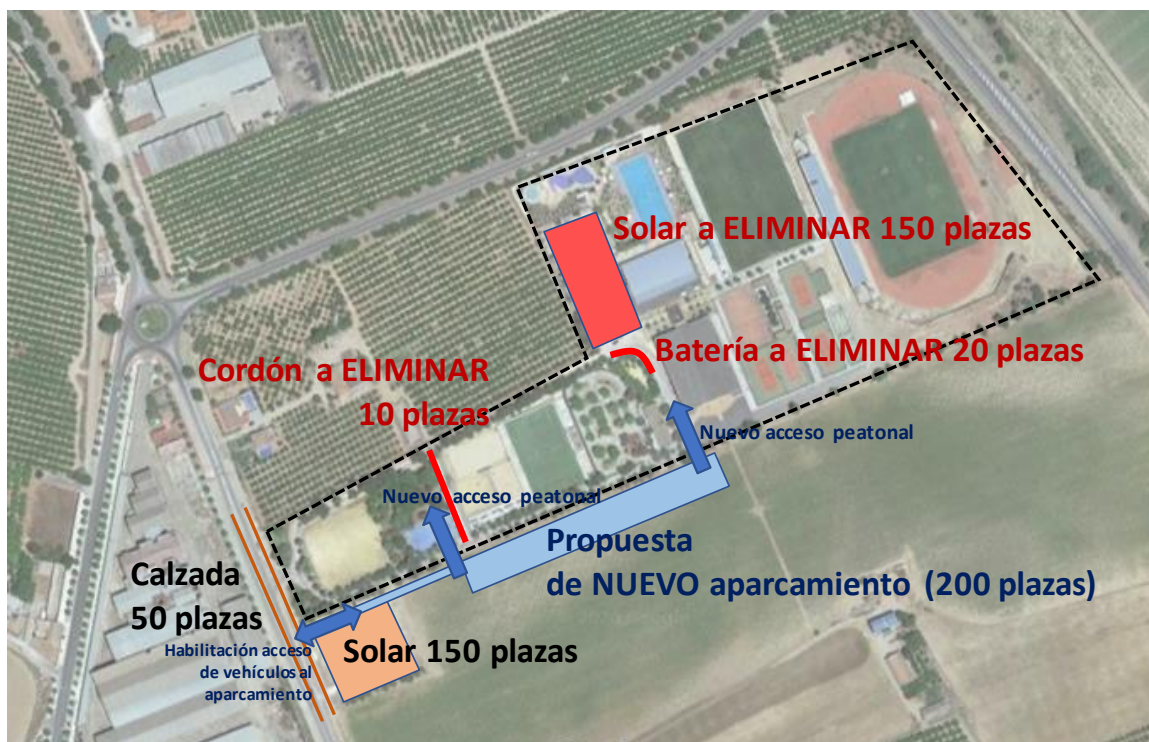 Solar a ELIMINAR 150 plazas
Batería a ELIMINAR 20 plazas
Cordón a ELIMINAR
10 plazas
Nuevo acceso peatonal
Nuevo acceso peatonal
Propuesta
de NUEVO aparcamiento (200 plazas)
Calzada
50 plazas
Habilitación acceso
de vehículos al
aparcamiento
Solar 150 plazas